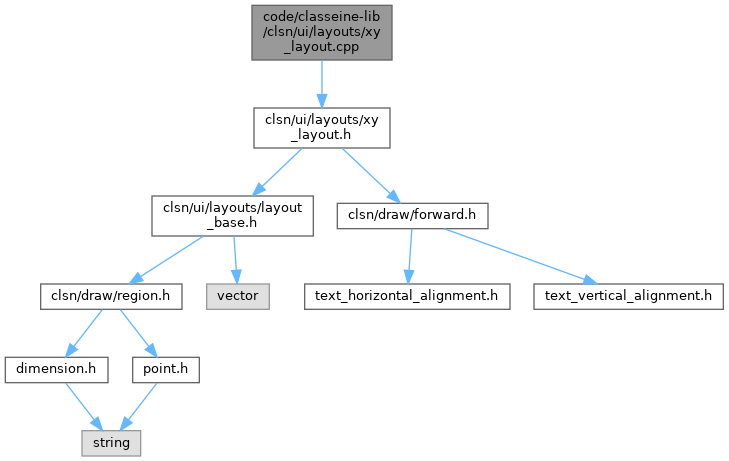 code/classeine-lib
/clsn/ui/layouts/xy
_layout.cpp
clsn/ui/layouts/xy
_layout.h
clsn/ui/layouts/layout
_base.h
clsn/draw/forward.h
clsn/draw/region.h
vector
text_horizontal_alignment.h
text_vertical_alignment.h
dimension.h
point.h
string